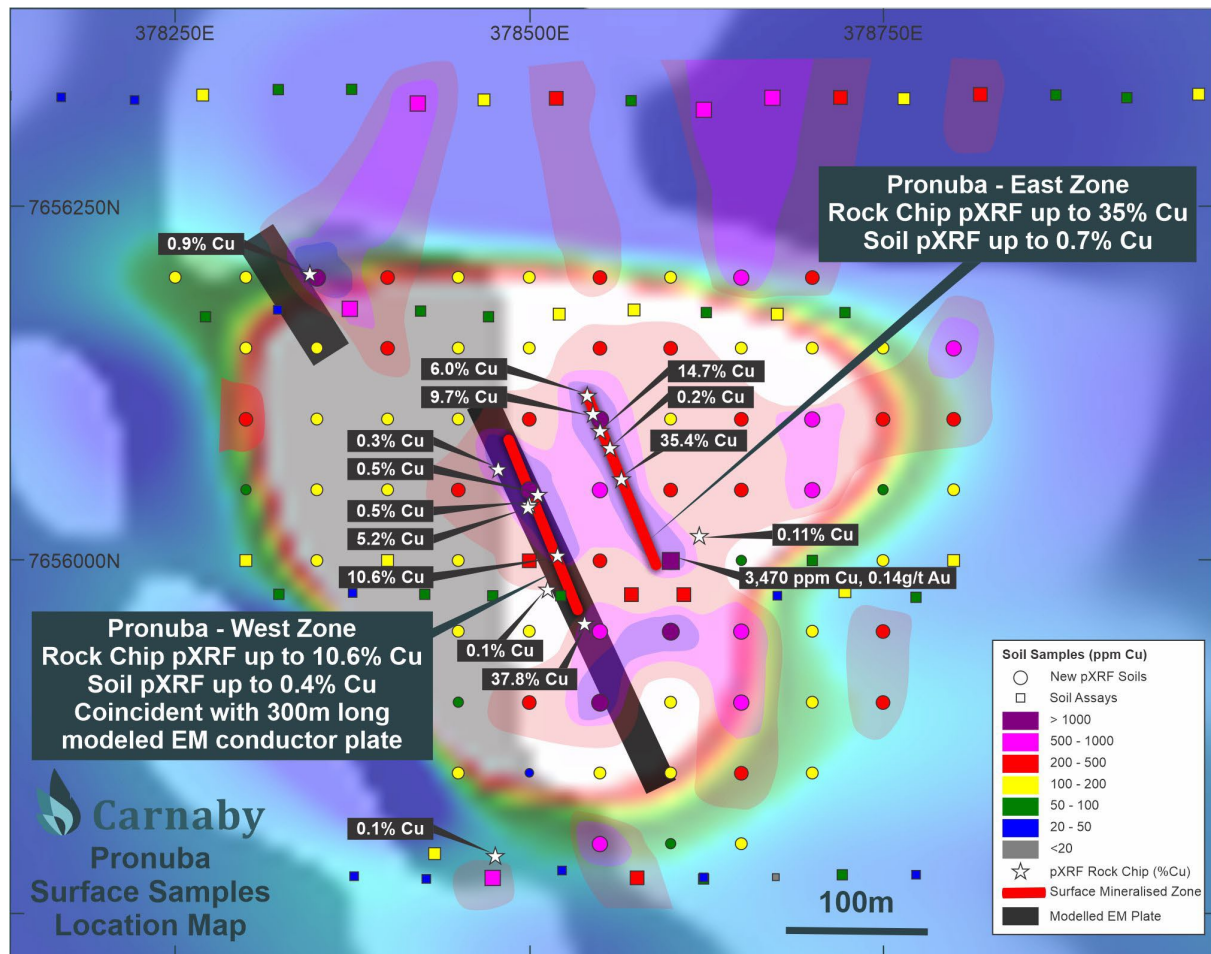 378250E
378500E
378750E
7656250N
7656000N
Pronuba - East Zone
Rock Chip pXRF up to 35% Cu
Soil pXRF up to 0.7% Cu
0.9% Cu
6.0% Cu
14.7% Cu
9.7% Cu
0.2% Cu
0.3% Cu
35.4% Cu
0.5% Cu
0.5% Cu
5.2% Cu
0.11% Cu
10.6% Cu
3,470 ppm Cu, 0.14g/t Au
Pronuba - West Zone
Rock Chip pXRF up to 10.6% Cu
Soil pXRF up to 0.4% Cu
Coincident with 300m long
modeled EM conductor plate
0.1% Cu
37.8% Cu
0.1% Cu
Carnaby
Pronuba
Surface Samples
Location Map
100m
Soil Samples (ppm Cu)
New pXRF Soils
Soil Assays
> 1000
500 - 1000
200 - 500
100 - 200
50 - 100
20 - 50
<20
pXRF Rock Chip (%Cu)
Surface Mineralised Zone
Modelled EM Plate